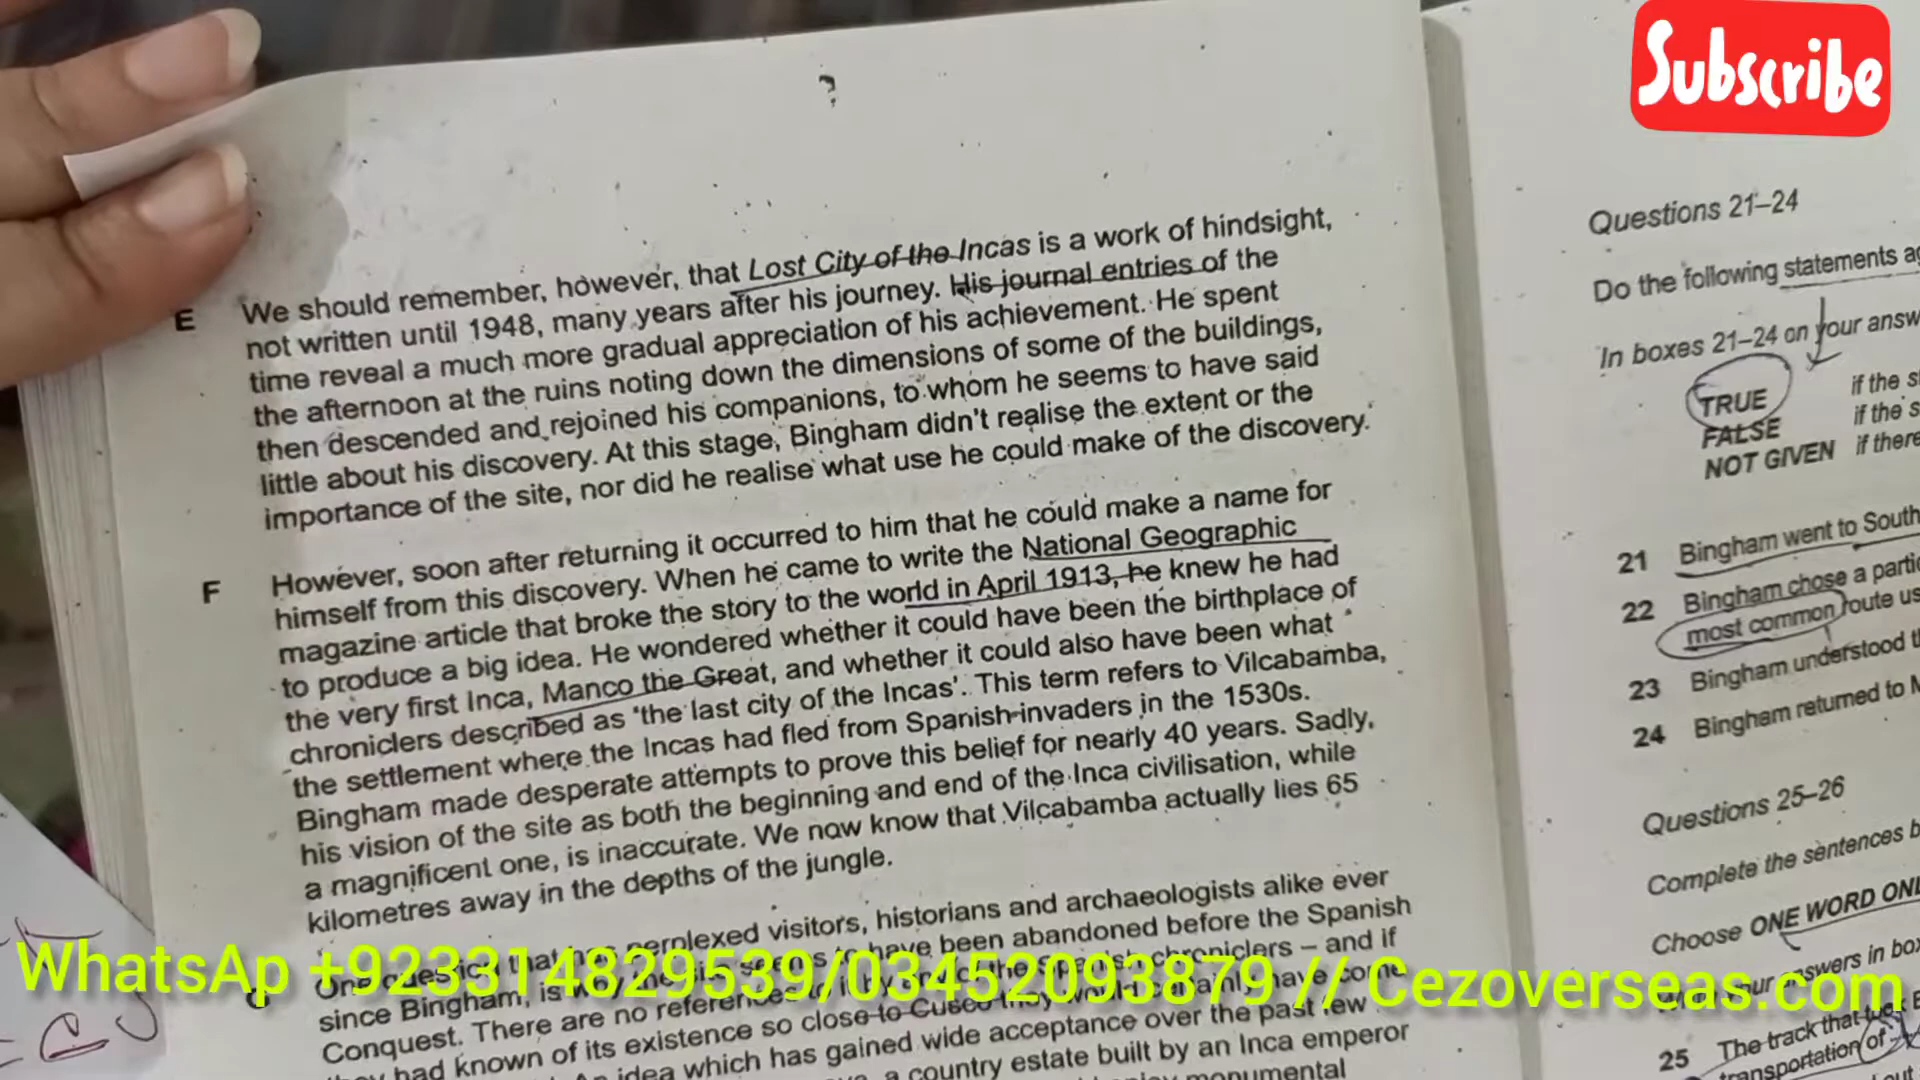 Subscribe
?
E We should remember, however, that Lost City of the Incas is a work of hindsight,
not written until 1948, many years after his journey. His journal entries of the
time reveal a much more gradual appreciation of his achievement. He spent
the afternoon at the ruins noting down the dimensions of some of the buildings,
then descended and rejoined his companions, to whom he seems to have said
little about his discovery. At this stage, Bingham didn't realise the extent or the
importance of the site, nor did he realise what use he could make of the discovery.
F However, soon after returning it occurred to him that he could make a name for
himself from this discovery. When he came to write the National Geographic
magazine article that broke the story to the world in April 1913, he knew he had
to produce a big idea. He wondered whether it could have been the birthplace of
the very first Inca, Manco the Great, and whether it could also have been what
chroniclers described as 'the last city of the Incas'. This term refers to Vilcabamba,
the settlement where the Incas had fled from Spanish invaders in the 1530s.
Bingham made desperate attempts to prove this belief for nearly 40 years. Sadly,
his vision of the site as both the beginning and end of the Inca civilisation, while
a magnificent one, is inaccurate. We now know that Vilcabamba actually lies 65
kilometres away in the depths of the jungle.
G One question that has perplexed visitors, historians and archaeologists alike ever
since Bingham, is why the site seems to have been abandoned before the Spanish
Conquest. There are no references to it by any of the Spanish chroniclers – and if
they had known of its existence so close to Cusco they would certainly have come
idea which has gained wide acceptance over the past few
a country estate built by an Inca emperor
monumental
Questions 21–24
Do the following statements
In boxes 21–24 on your
TRUE if the
FALSE if the
NOT GIVEN if there
21 Bingham went to South
22 Bingham chose a
most common route
23 Bingham understood
24 Bingham returned to
Questions 25–26
Complete the sentences
Choose ONE WORD
your answers in
25 The track that
transportation of
WhatsAp +923314829539/03452093879 // Cezoverseas.com